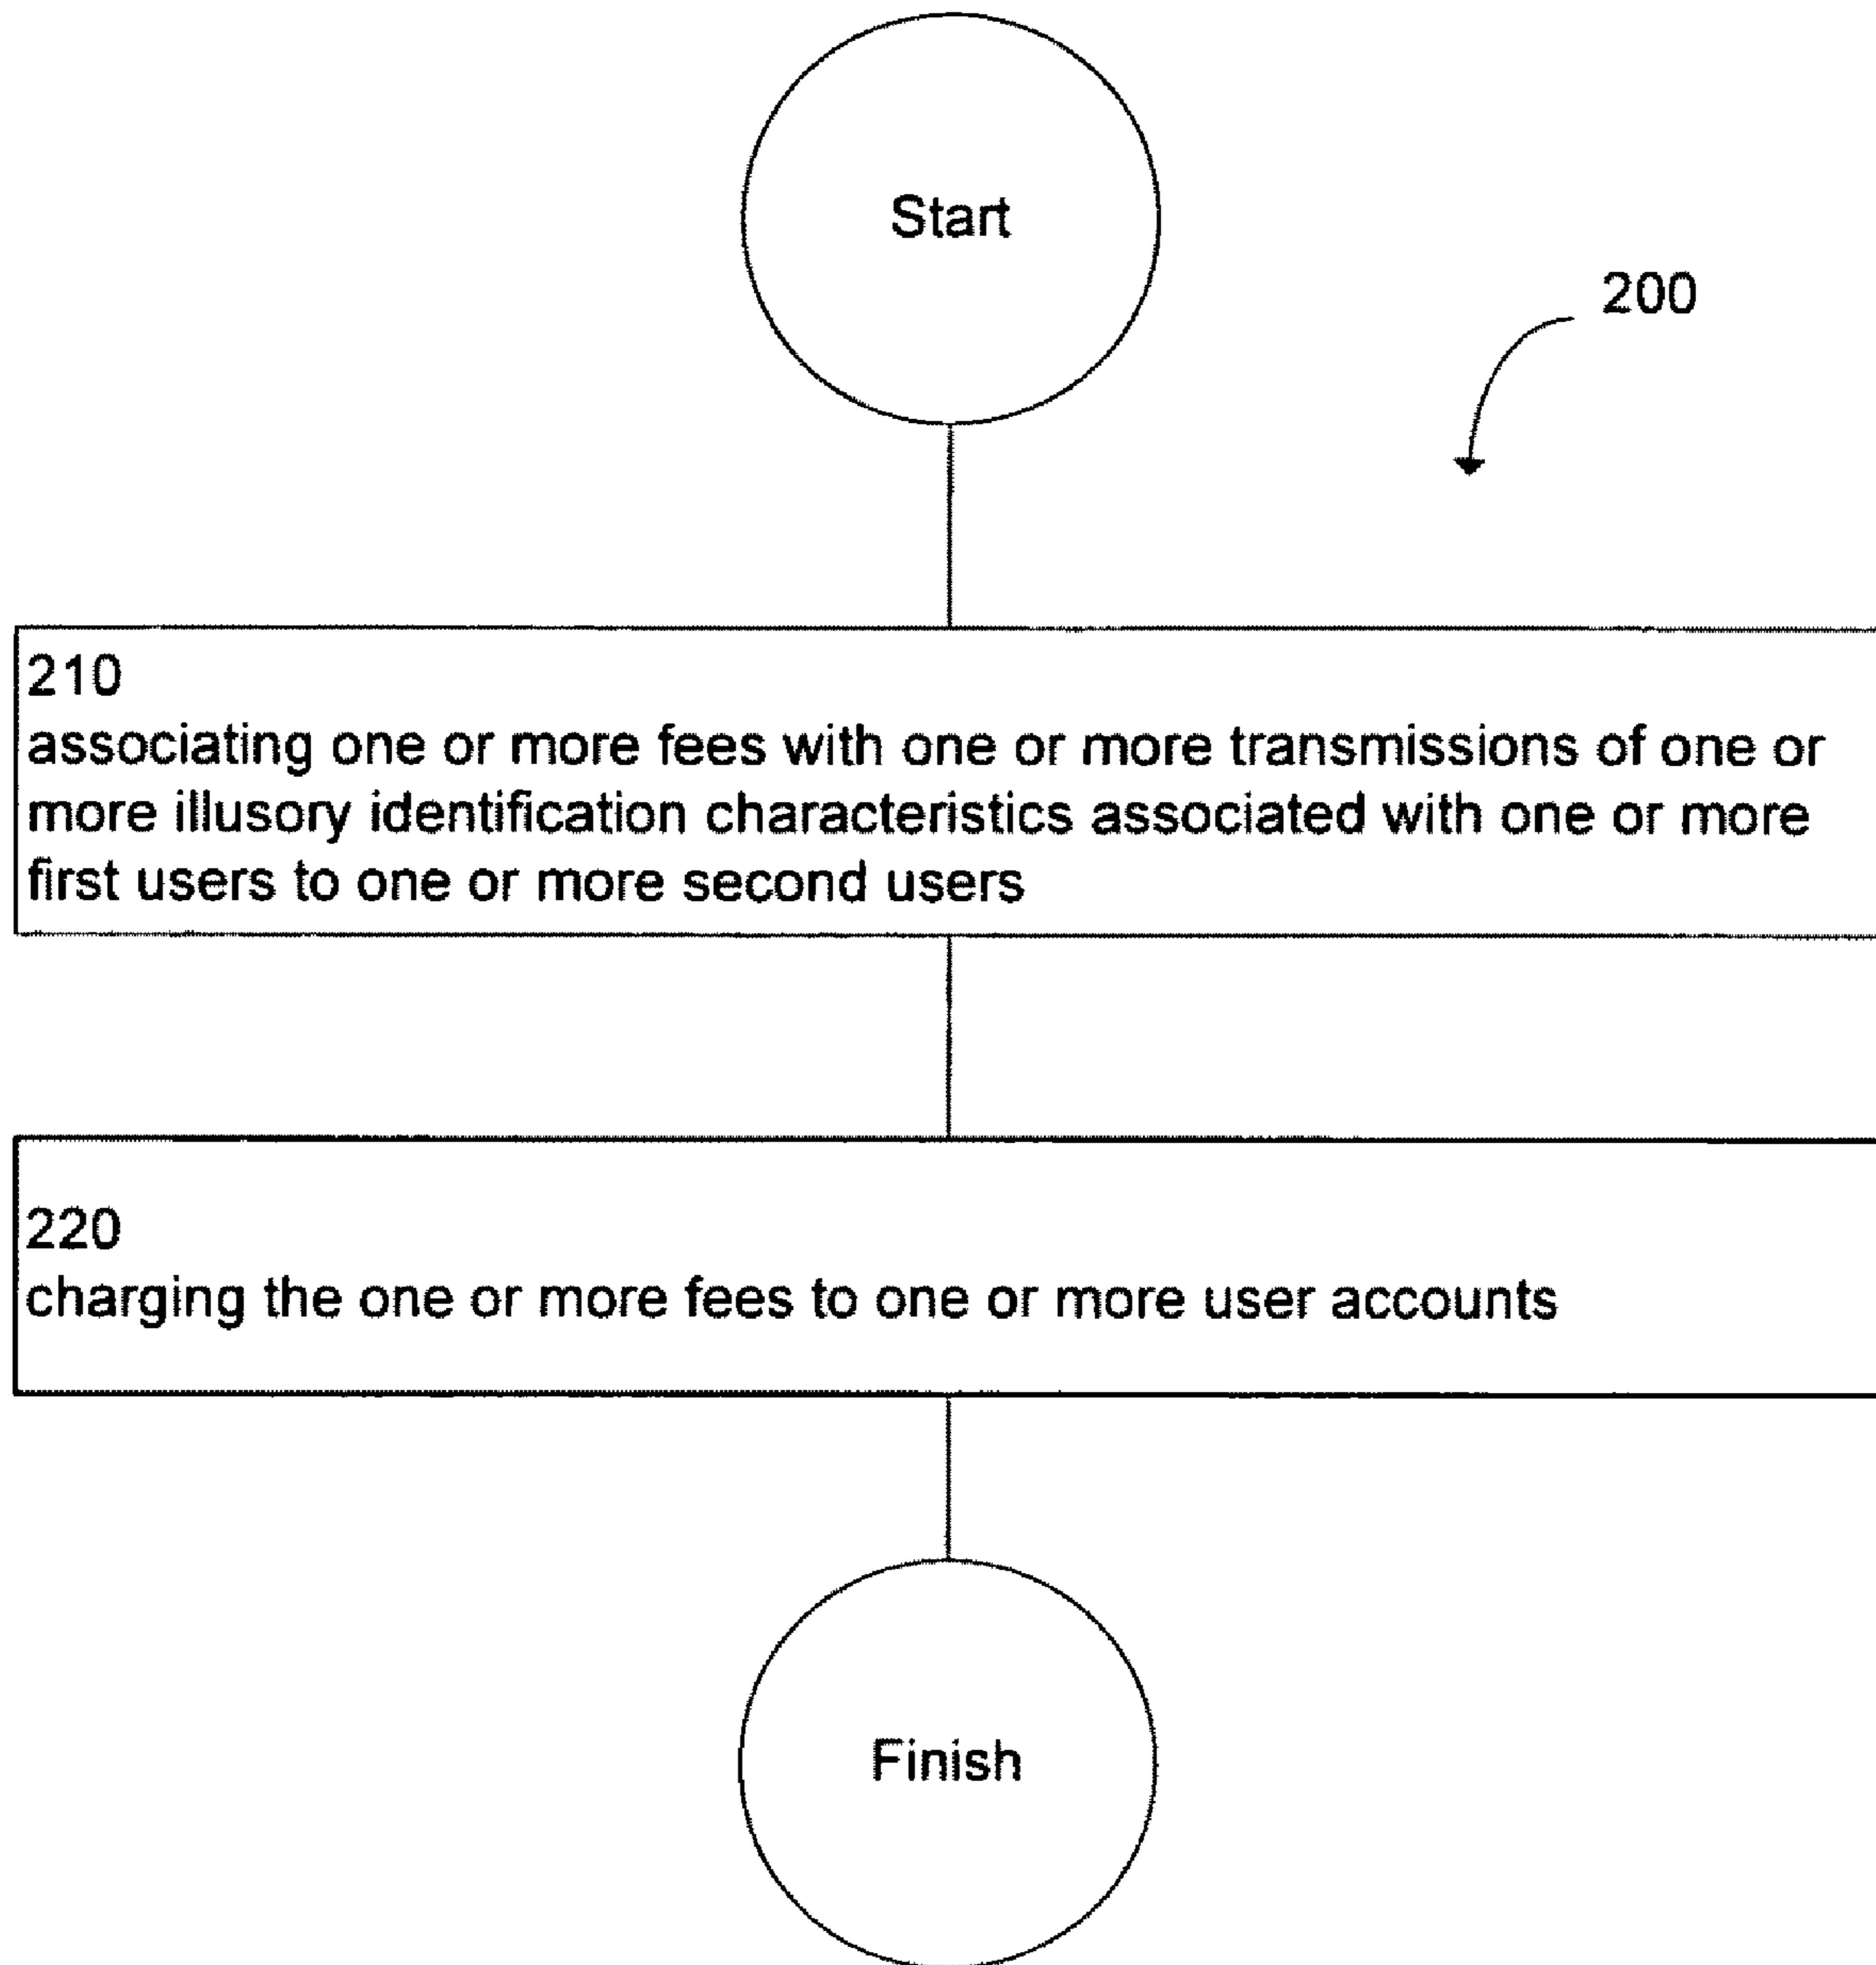 Start
200
210
associating one or more fees with one or more transmissions of one or
more illusory identification characteristics associated with one or more
first users to one or more second users
220
charging the one or more fees to one or more user accounts
Finish